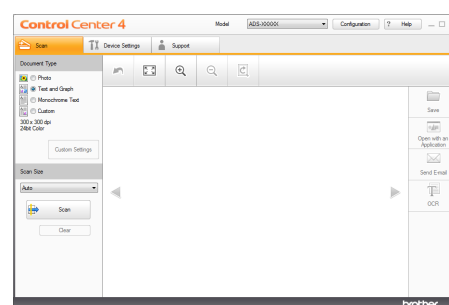 Control Center 4
Model
ADS-XXXXX
Configuration
? Help
Scan
Device Settings
Support
Document Type
Photo
Text and Graph
Monochrome Text
Custom
300 x 300 dpi
24bit Color
Custom Settings
Scan Size
Auto
Scan
Clear
Save
Open with an
Application
Send Email
OCR
brother